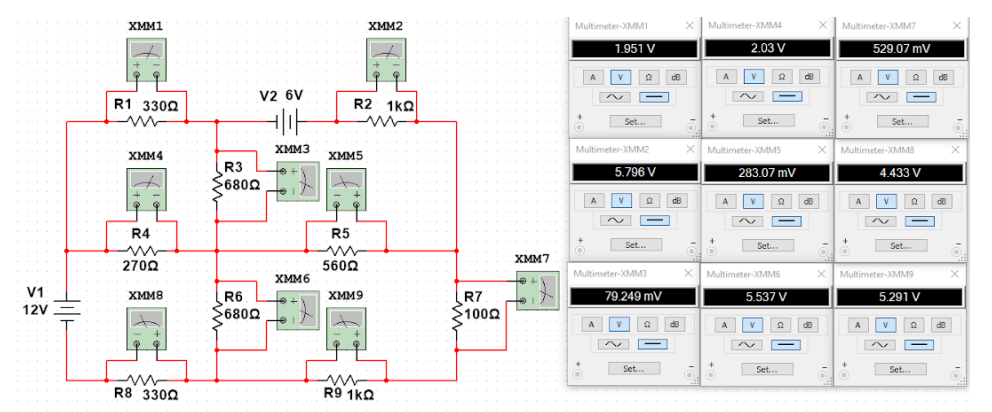 XMM1
XMM2
R1 330Ω
V2 6V
R2 1kΩ
XMM4
R3
680Ω
XMM3
XMM5
R4
270Ω
R5
560Ω
XMM7
V1
12V
XMM8
R6
680Ω
XMM6
XMM9
R7
100Ω
R8 330Ω
R9 1kΩ
Multimeter-XMM1
1.951 V
A V Ω dB
Set...
Multimeter-XMM4
2.03 V
A V Ω dB
Set...
Multimeter-XMM7
529.07 mV
A V Ω dB
Set...
Multimeter-XMM2
5.796 V
A V Ω dB
Set...
Multimeter-XMM5
283.07 mV
A V Ω dB
Set...
Multimeter-XMM8
4.433 V
A V Ω dB
Set...
Multimeter-XMM3
79.249 mV
A V Ω dB
Set...
Multimeter-XMM6
5.537 V
A V Ω dB
Set...
Multimeter-XMM9
5.291 V
A V Ω dB
Set...